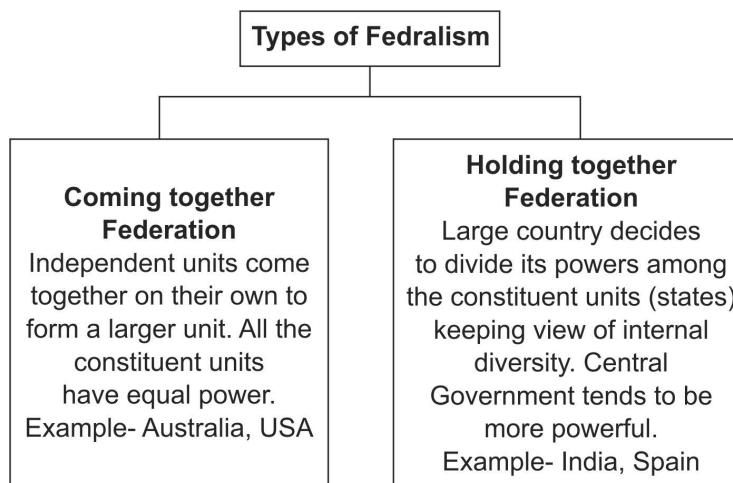 Types of Fedralism
Coming together
Federation
Independent units come
together on their own to
form a larger unit. All the
constituent units
have equal power.
Example- Australia, USA
Holding together
Federation
Large country decides
to divide its powers among
the constituent units (states)
keeping view of internal
diversity. Central
Government tends to be
more powerful.
Example- India, Spain